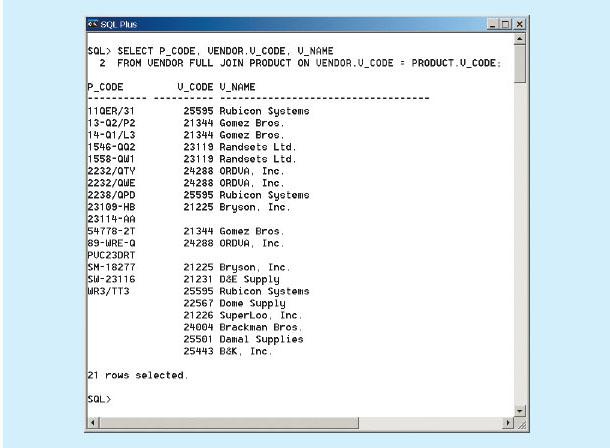 SQL Plus
SQL> SELECT P_CODE, VENDOR.V_CODE, V_NAME
2 FROM VENDOR FULL JOIN PRODUCT ON VENDOR.V_CODE = PRODUCT.V_CODE;
P_CODE V_CODE V_NAME
---------- ---------- -----------------------------------
11QER/31 25595 Rubicon Systems
13-Q2/P2 21344 Gomez Bros.
14-Q1/L3 21344 Gomez Bros.
1546-QQ2 23119 Randsets Ltd.
1558-QW1 23119 Randsets Ltd.
2232/QTY 24288 ORDVA, Inc.
2232/QWE 24288 ORDVA, Inc.
2238/QPD 25595 Rubicon Systems
23109-HB 21225 Bryson, Inc.
23114-AA
54778-2T 21344 Gomez Bros.
89-WRE-Q 24288 ORDVA, Inc.
PVC23DRT
SM-18277 21225 Bryson, Inc.
SW-23116 21231 D&E Supply
WR3/TT3 25595 Rubicon Systems
22567 Dome Supply
21226 SuperLoo, Inc.
24004 Brackman Bros.
25501 Damal Supplies
25443 B&K, Inc.
21 rows selected.
SQL>